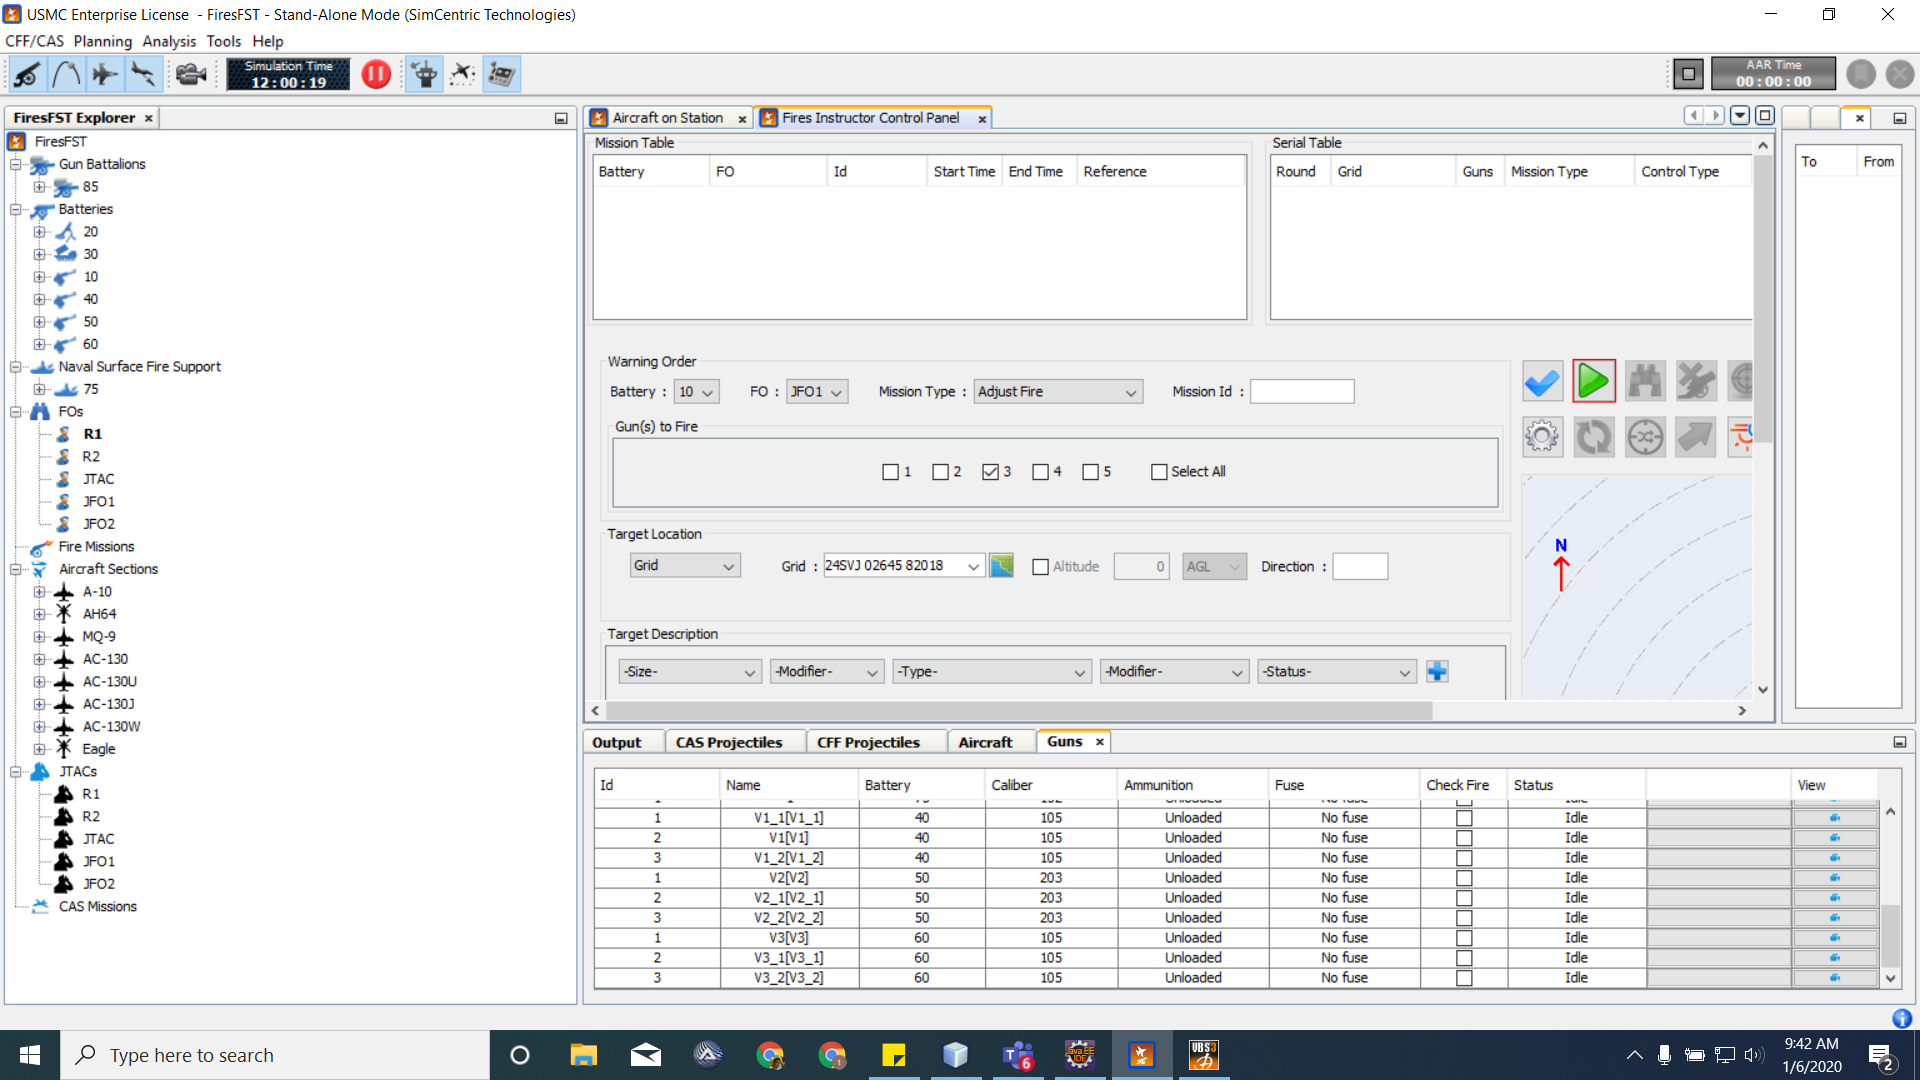 USMC Enterprise License  - FiresFST - Stand-Alone Mode (SimCentric Technologies)
CFF/CAS Planning Analysis Tools Help
Simulation Time
12:00:19
AAR Time
00:00:00
FiresFST Explorer
FiresFST
Gun Battalions
85
Batteries
20
30
10
40
50
60
Naval Surface Fire Support
75
FOs
R1
R2
JTAC
JFO1
JFO2
Fire Missions
Aircraft Sections
A-10
AH64
MQ-9
AC-130
AC-130U
AC-130J
AC-130W
Eagle
JTACs
R1
R2
JTAC
JFO1
JFO2
CAS Missions
Aircraft on Station
Fires Instructor Control Panel
Mission Table
Battery FO Id Start Time End Time Reference
Serial Table
Round Grid Guns Mission Type Control Type
To From
Warning Order
Battery : 10 FO : JFO1 Mission Type : Adjust Fire Mission Id :
Gun(s) to Fire
1 2 3 4 5 Select All
Target Location
Grid Grid : 24SVJ 02645 82018 Altitude 0 AGL Direction :
Target Description
-Size- -Modifier- -Type- -Modifier- -Status-
N
Output CAS Projectiles CFF Projectiles Aircraft Guns
Id Name Battery Caliber Ammunition Fuse Check Fire Status View
1 V1_1[V1_1] 40 105 Unloaded No fuse Idle
2 V1[V1] 40 105 Unloaded No fuse Idle
3 V1_2[V1_2] 40 105 Unloaded No fuse Idle
1 V2[V2] 50 203 Unloaded No fuse Idle
2 V2_1[V2_1] 50 203 Unloaded No fuse Idle
3 V2_2[V2_2] 50 203 Unloaded No fuse Idle
1 V3[V3] 60 105 Unloaded No fuse Idle
2 V3_1[V3_1] 60 105 Unloaded No fuse Idle
3 V3_2[V3_2] 60 105 Unloaded No fuse Idle
Type here to search
6
Java EE
IDE
VBS3
9:42 AM
1/6/2020
2